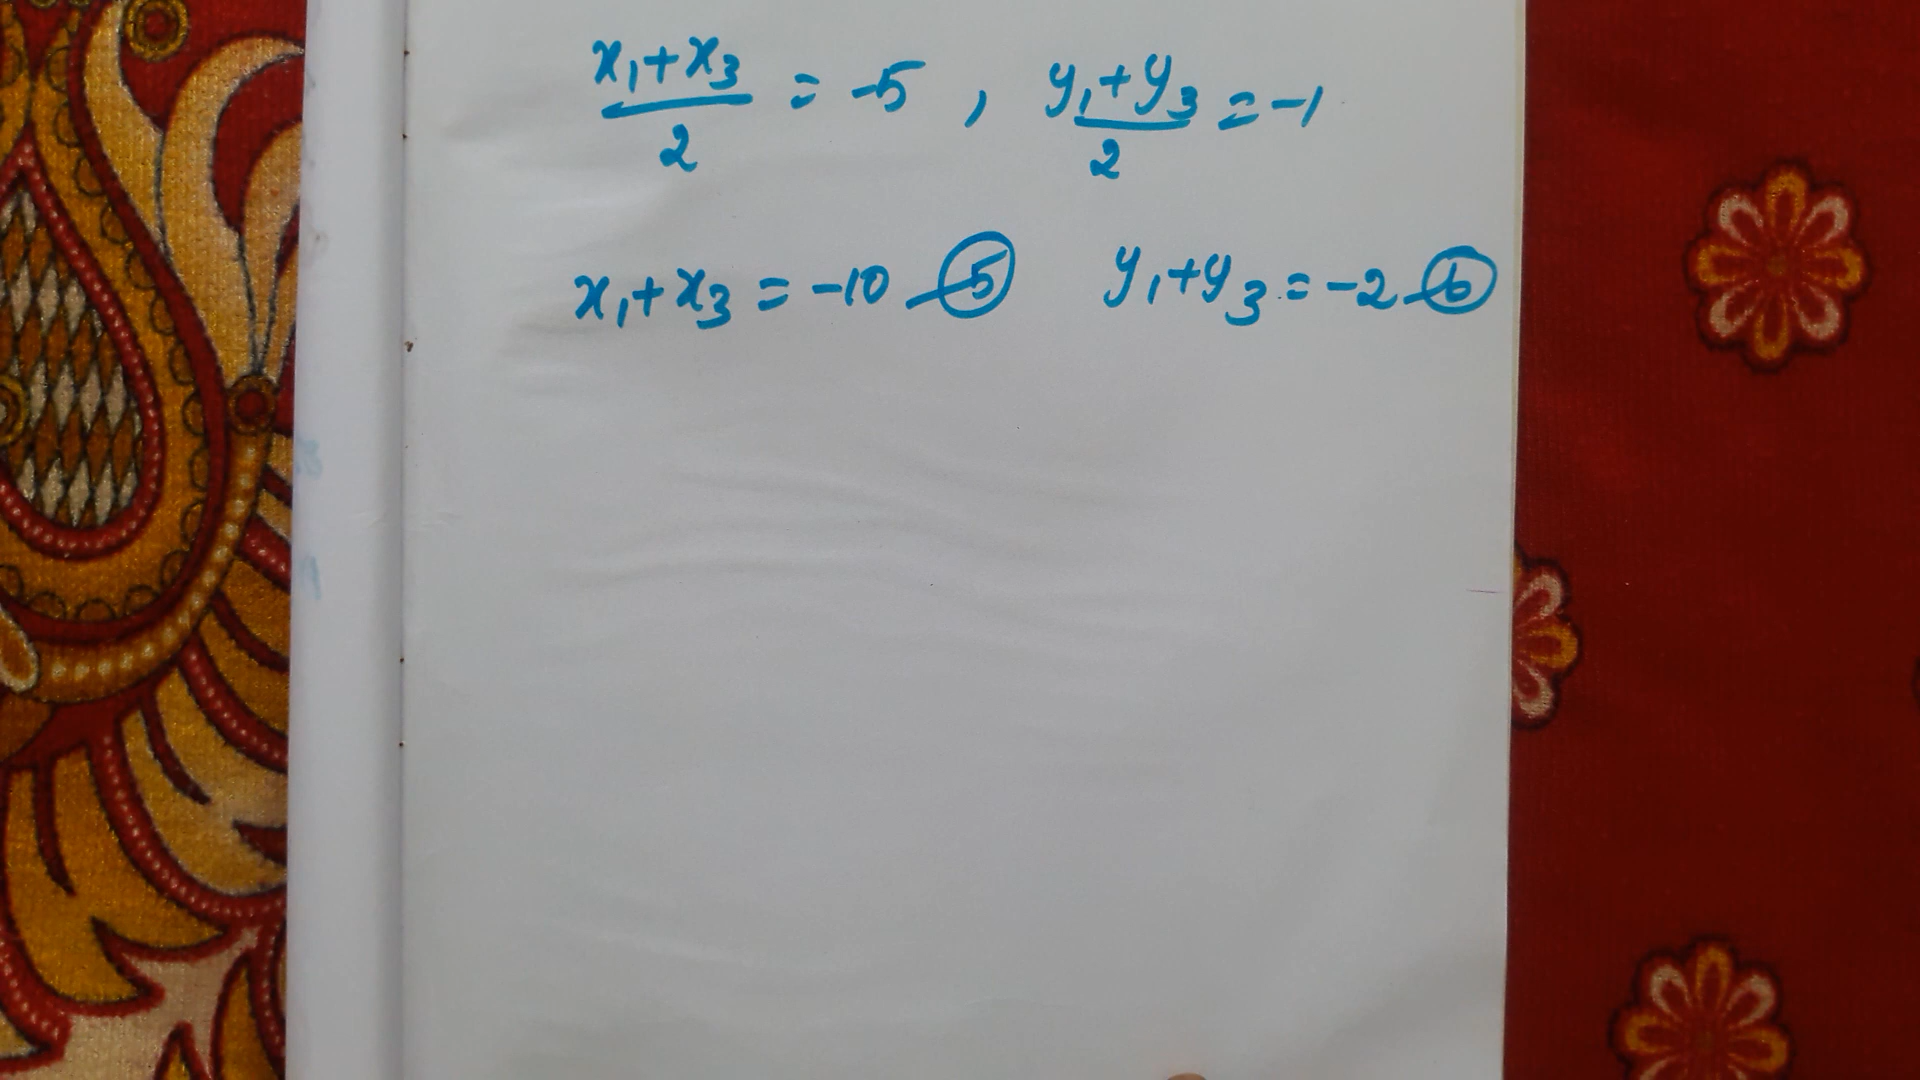 x₁+x₃/2 = -5 , y₁+y₃/2 = -1
x₁+x₃ = -10 -⑤ y₁+y₃ = -2 -⑥